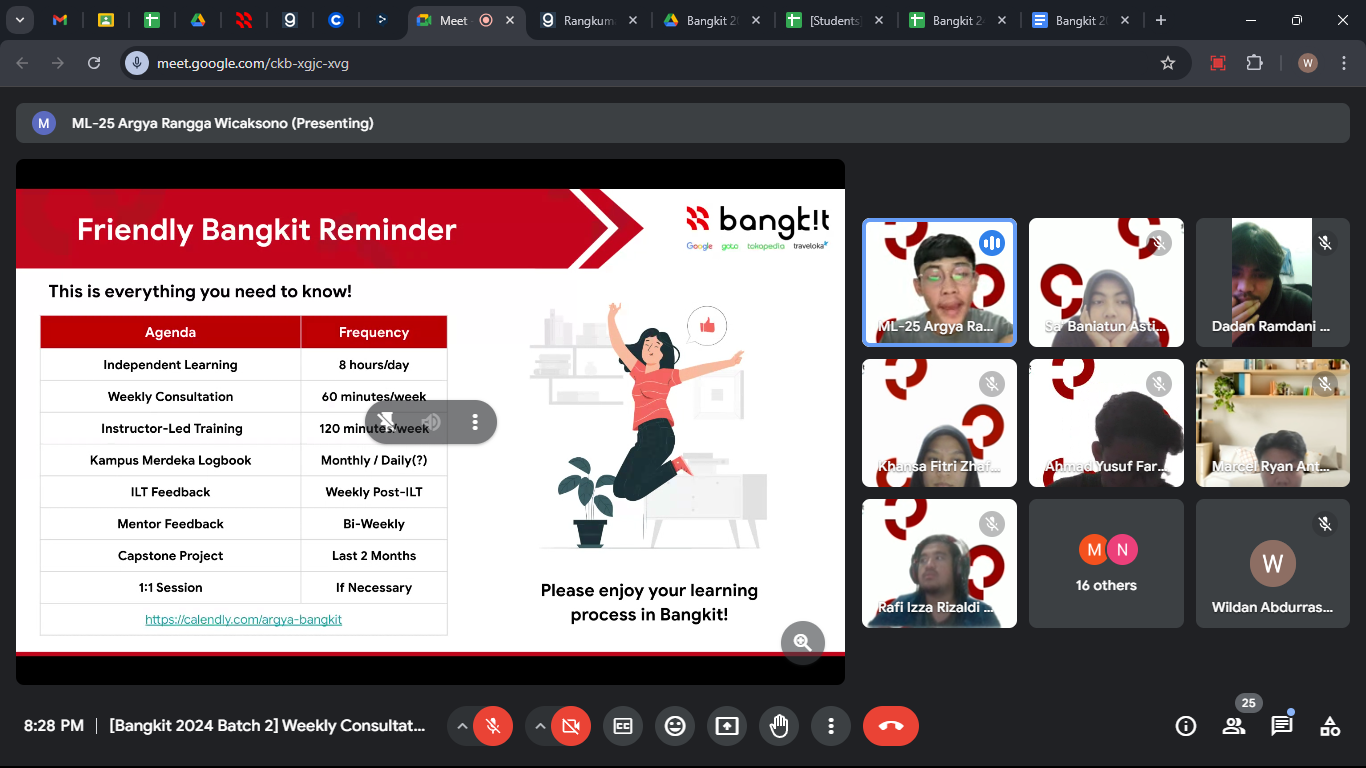 Meet
Rangkum
Bangkit 2
[Students
Bangkit 24
Bangkit 2
meet.google.com/ckb-xgjc-xvg
W
M
ML-25 Argya Rangga Wicaksono (Presenting)
Friendly Bangkit Reminder
bangk!t
Google goto tokopedia traveloka
This is everything you need to know!
Agenda Frequency
Independent Learning 8 hours/day
Weekly Consultation 60 minutes/week
Instructor-Led Training 120 minutes/week
Kampus Merdeka Logbook Monthly / Daily(?)
ILT Feedback Weekly Post-ILT
Mentor Feedback Bi-Weekly
Capstone Project Last 2 Months
1:1 Session If Necessary
https://calendly.com/argya-bangkit
Please enjoy your learning
process in Bangkit!
ML-25 Argya Ra...
Sa' Baniatun Asti...
Dadan Ramdani ...
Khansa Fitri Zhaf...
Ahmad Yusuf Far...
Marcel Ryan Ant...
Rafi Izza Rizaldi ...
M N
16 others
W
Wildan Abdurras...
8:28 PM
[Bangkit 2024 Batch 2] Weekly Consultat...
CC
25